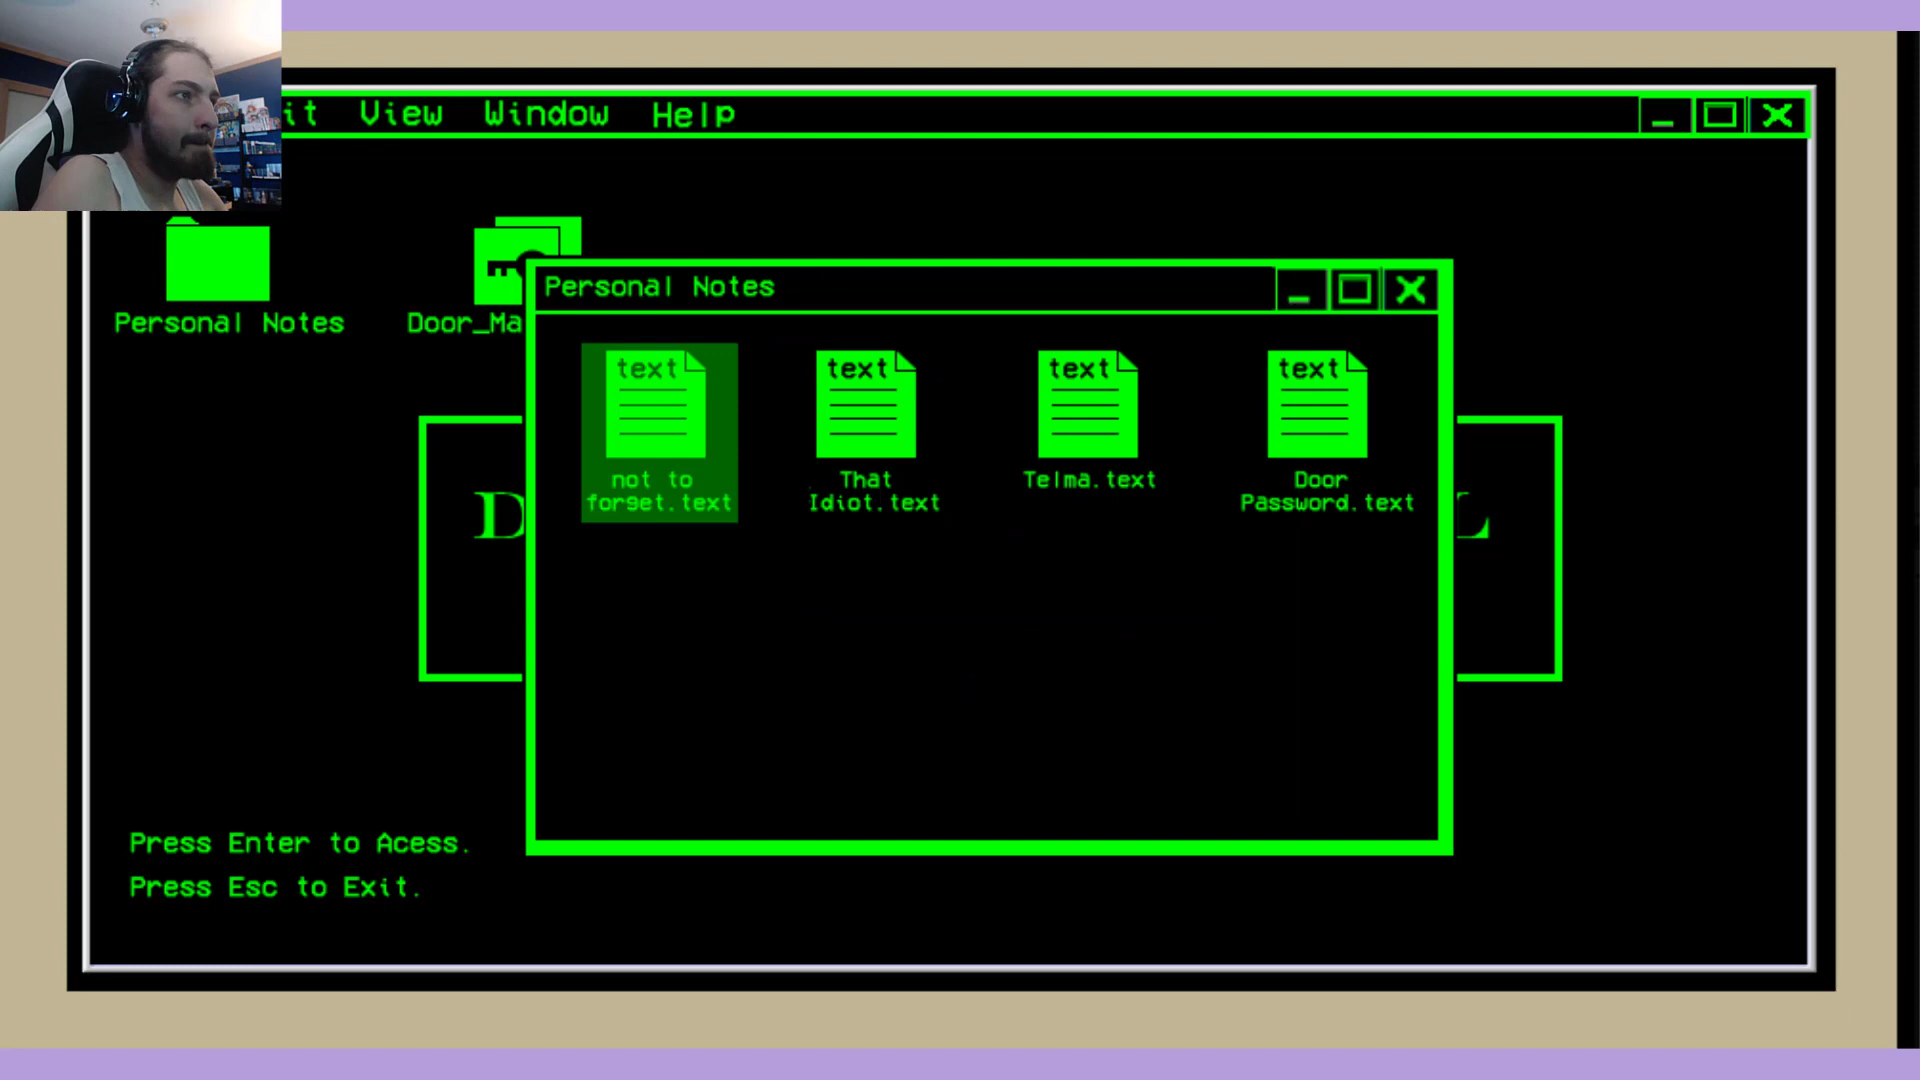 it View Window Help
Personal Notes
Door_Ma
Personal Notes
text
text
text
text
not to
forget.text
That
Idiot.text
Telma.text
Door
Password.text
D
L
Press Enter to Acess.
Press Esc to Exit.